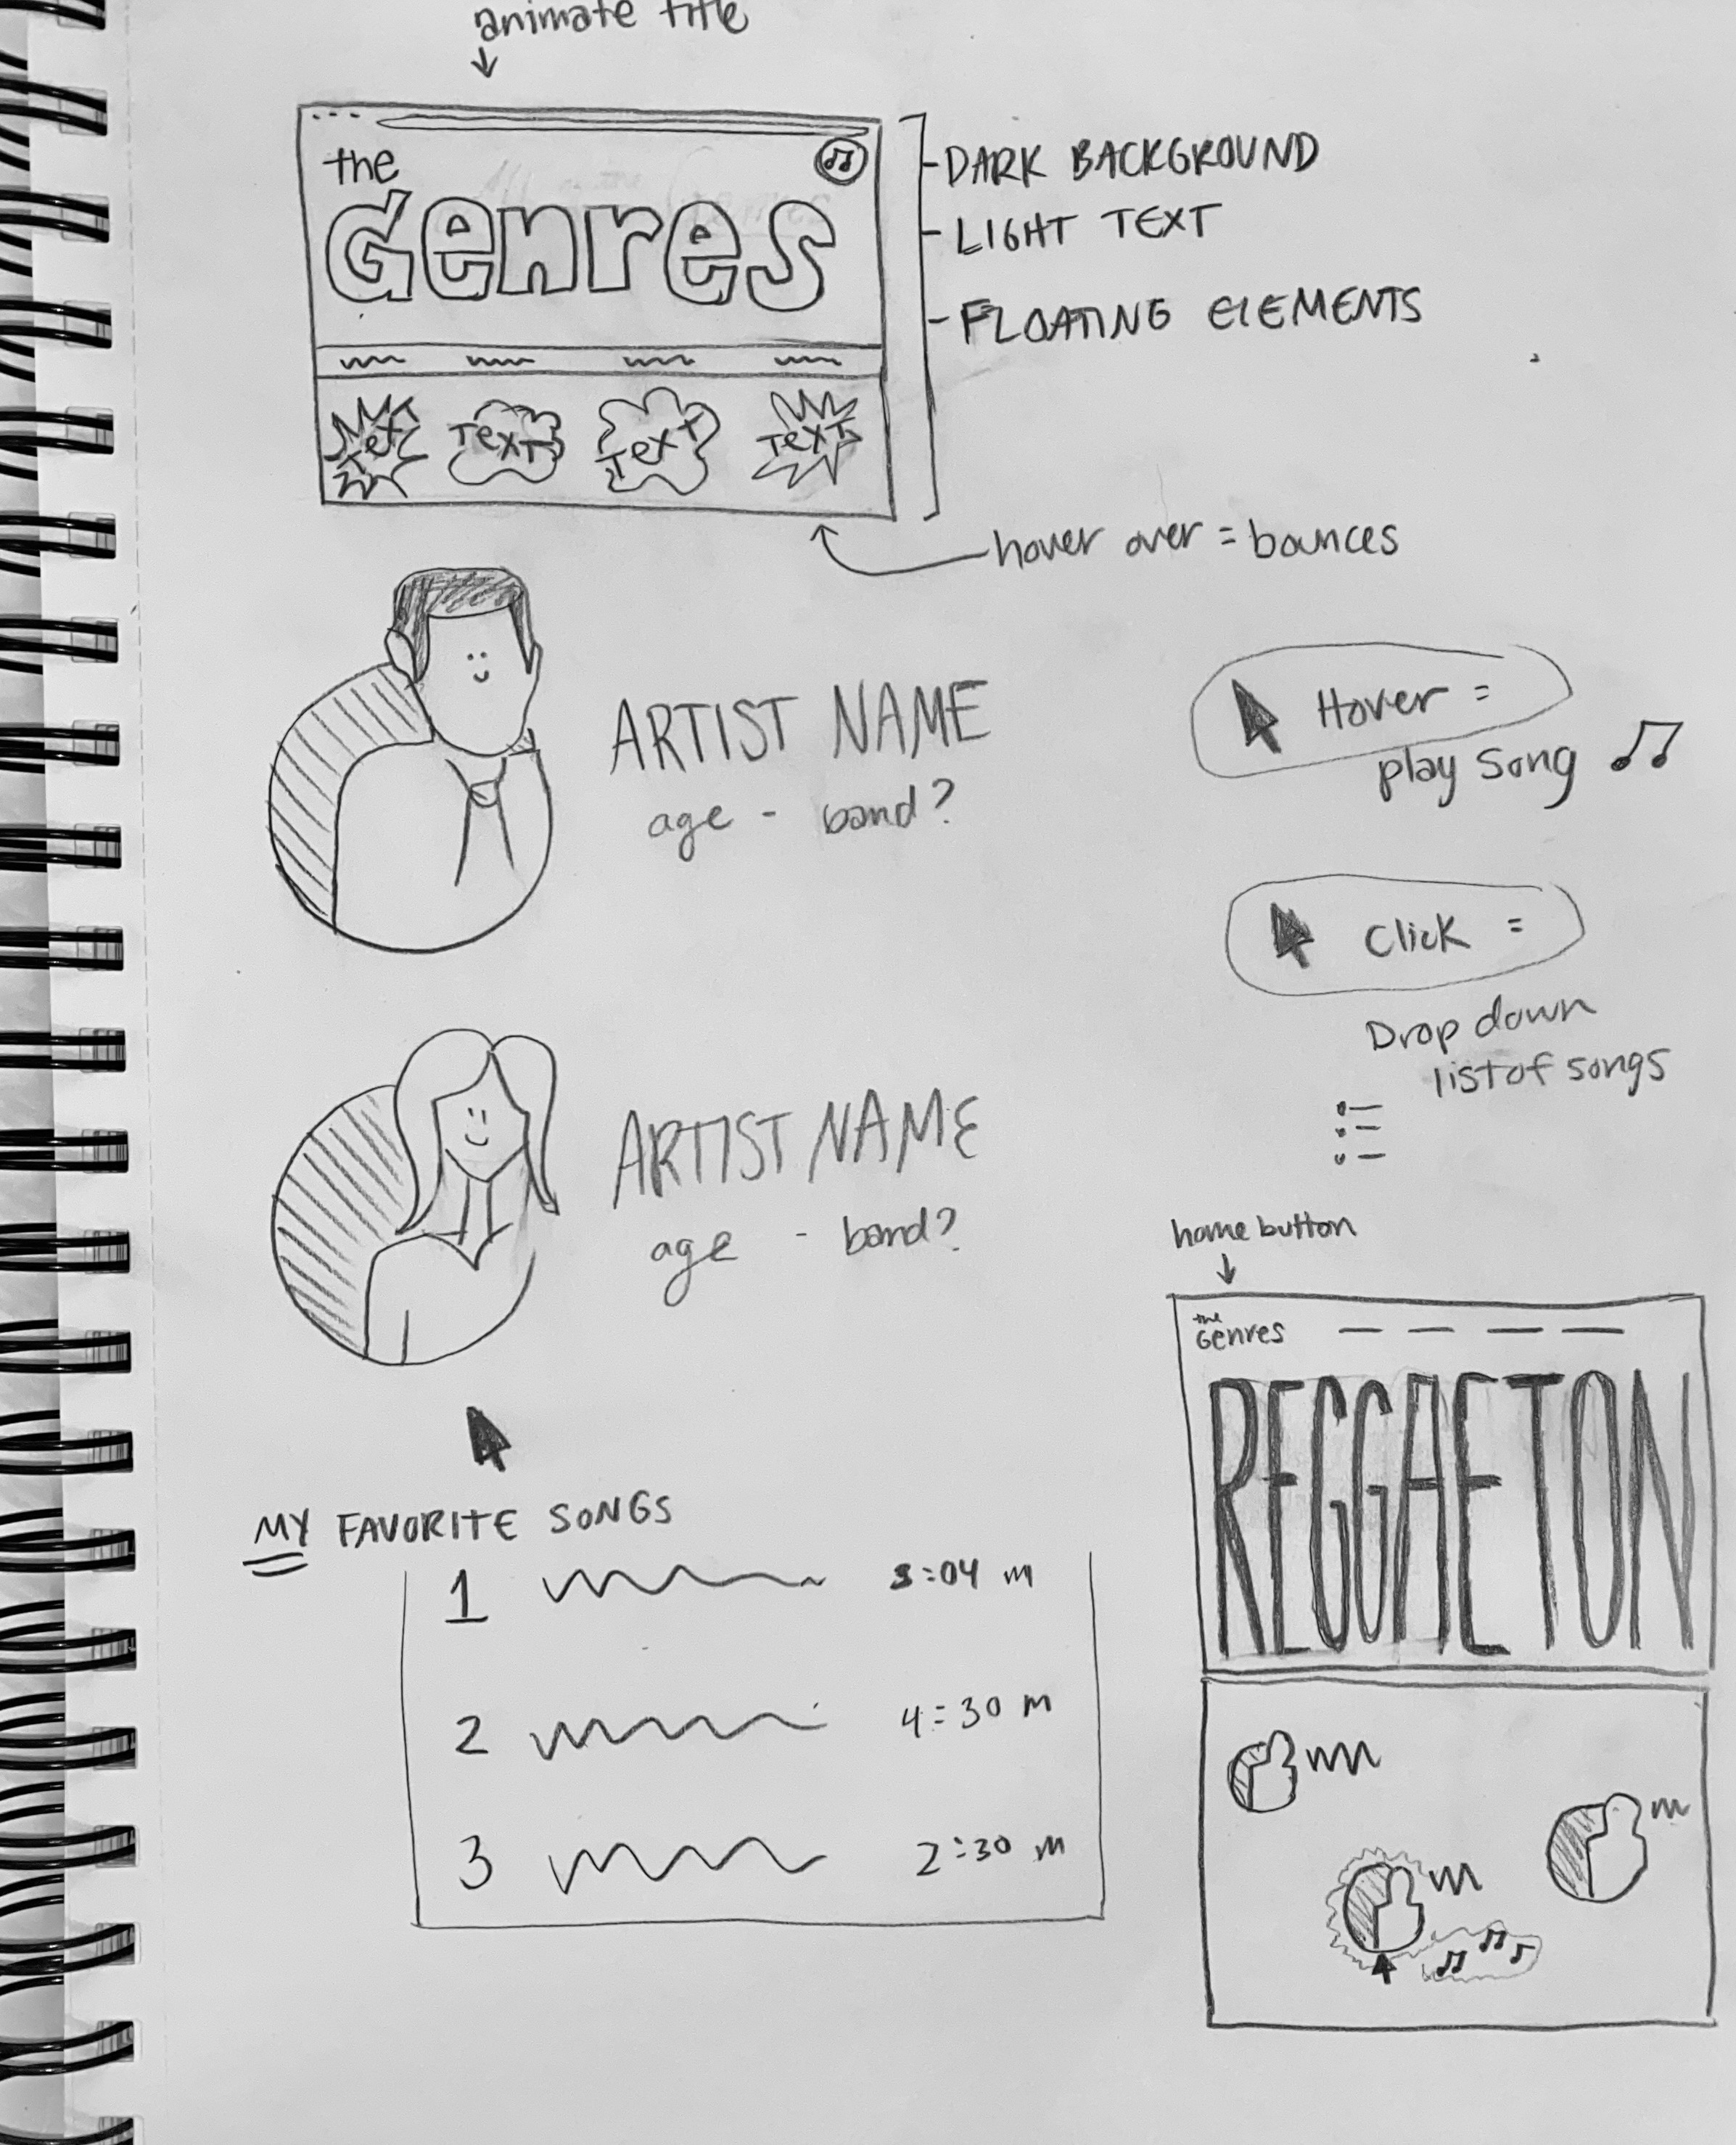 animate title
the
Genres
Text
Text
Text
Text
- DARK BACKGROUND
- LIGHT TEXT
- FLOATING ElEMENTS
hover over = bounces
ARTIST NAME
age - band?
Hover =
play song
Click =
Drop down
list of songs
ARTIST NAME
age - band?
home button
the
Genres
REGGAETON
MY FAVORITE SONGS
1 3:04 m
2 4:30 m
3 2:30 m